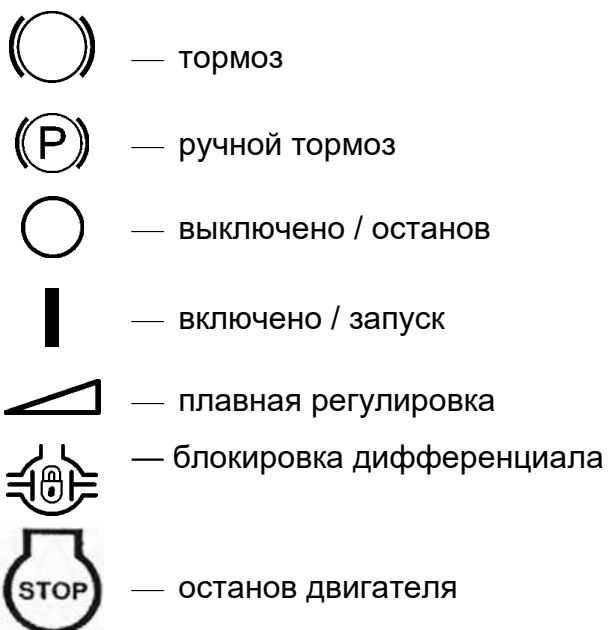 — тормоз
P — ручной тормоз
— выключено / останов
— включено / запуск
— плавная регулировка
— блокировка дифференциала
STOP — останов двигателя